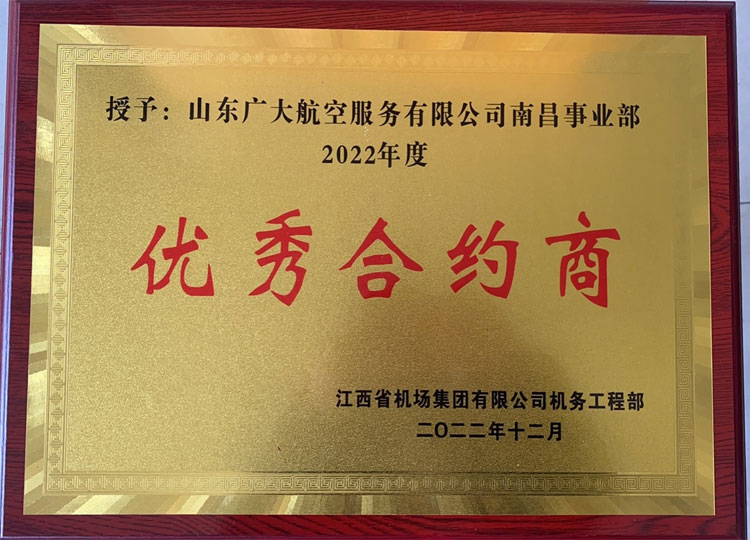 授予：山东广大航空服务有限公司南昌事业部
2022年度
优秀合约商
江西省机场集团有限公司机务工程部
二〇二二年十二月